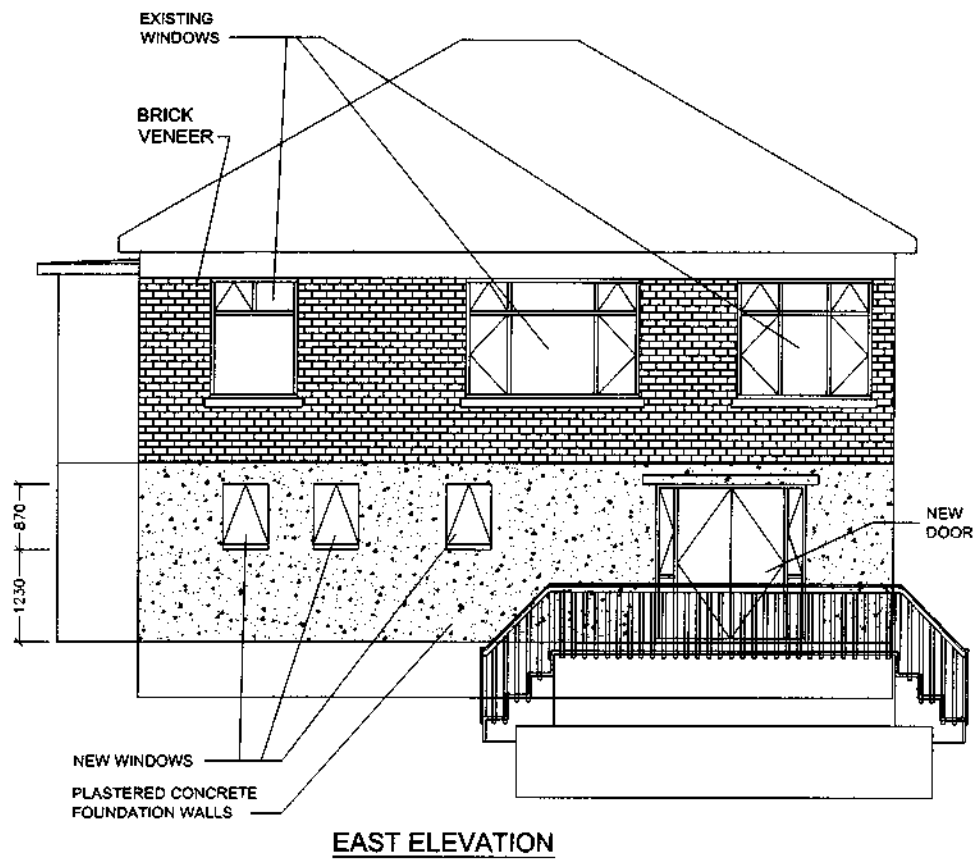 EXISTING
WINDOWS
BRICK
VENEER
870
1230
NEW
DOOR
NEW WINDOWS
PLASTERED CONCRETE
FOUNDATION WALLS
EAST ELEVATION